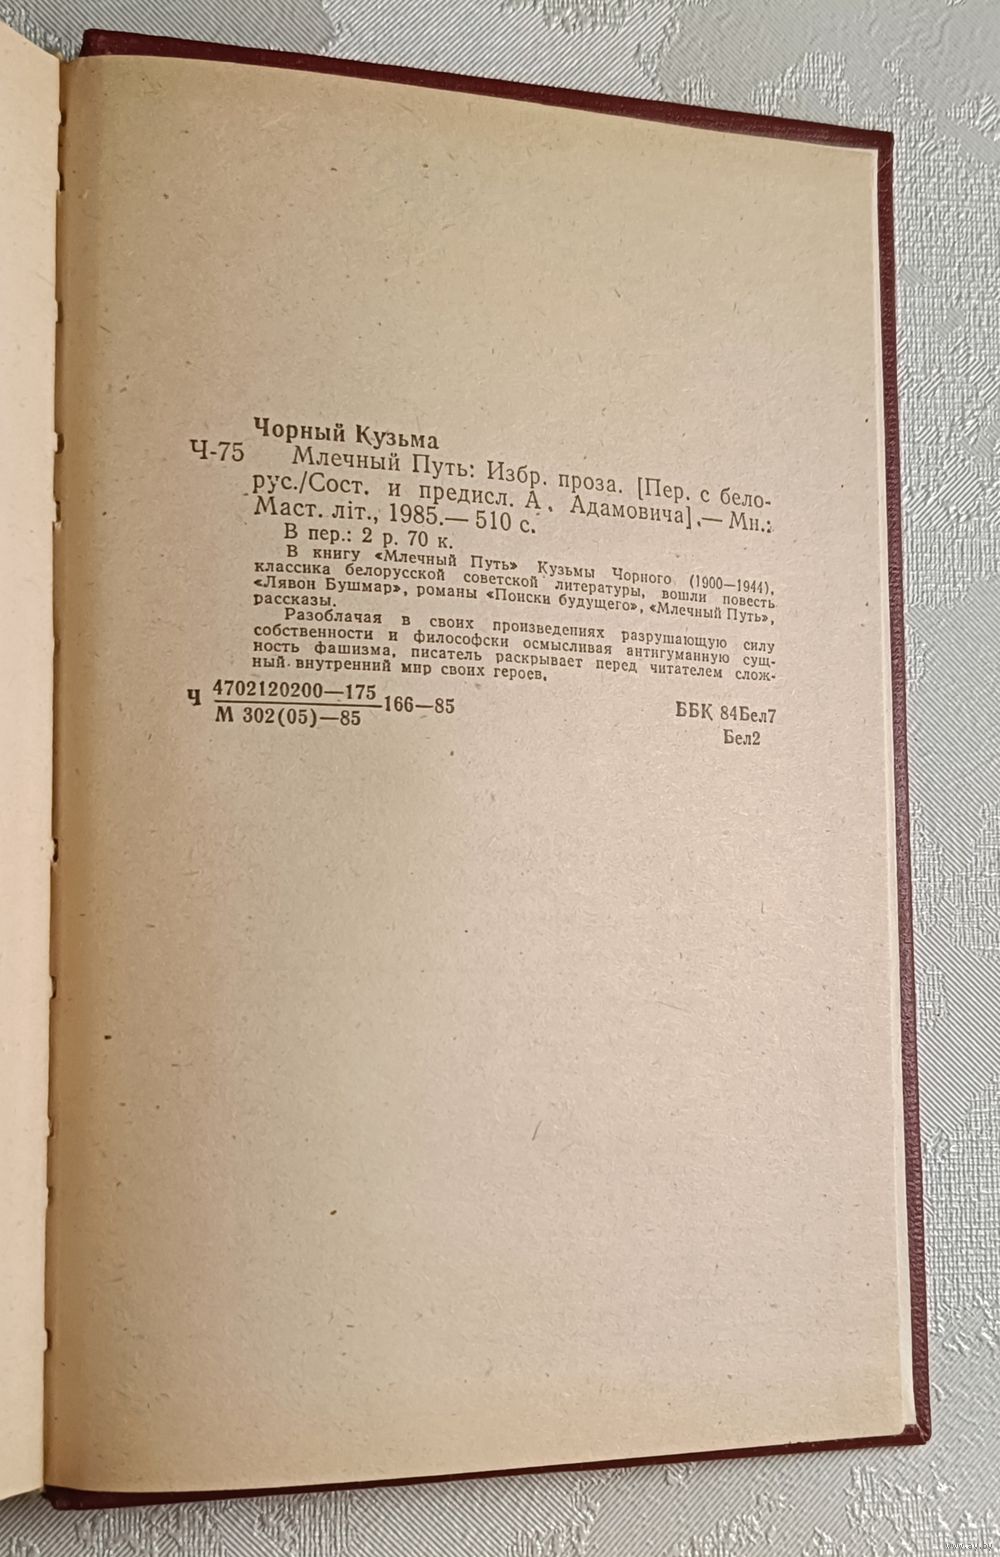 Чорный Кузьма
Ч-75 Млечный Путь: Избр. проза. [Пер. с бело-
рус./Сост. и предисл. А. Адамовича].— Мн.:
Маст. літ., 1985.— 510 с.
В пер.: 2 р. 70 к.
В книгу «Млечный Путь» Кузьмы Чорного (1900—1944),
классика белорусской советской литературы, вошли повесть
«Лявон Бушмар», романы «Поиски будущего», «Млечный Путь»,
рассказы.
Разоблачая в своих произведениях разрушающую силу
собственности и философски осмысливая антигуманную сущ-
ность фашизма, писатель раскрывает перед читателем слож-
ный внутренний мир своих героев.
Ч 4702120200—175
М 302(05)—85
166—85
ББК 84Бел7
Бел2